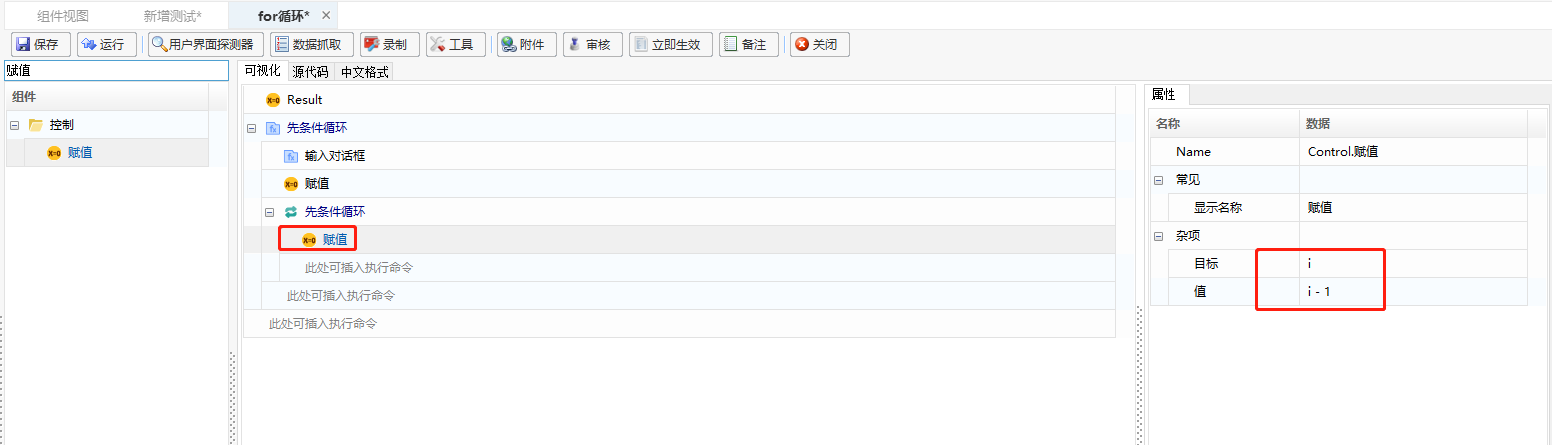 组件视图 新增测试* for循环* ×
保存 运行 用户界面探测器 数据抓取 录制 工具 附件 审核 立即生效 备注 关闭
赋值
组件
控制
赋值
可视化 源代码 中文格式
Result
先条件循环
输入对话框
赋值
先条件循环
赋值
此处可插入执行命令
此处可插入执行命令
此处可插入执行命令
属性
名称 数据
Name Control.赋值
常见
显示名称 赋值
杂项
目标 i
值 i - 1